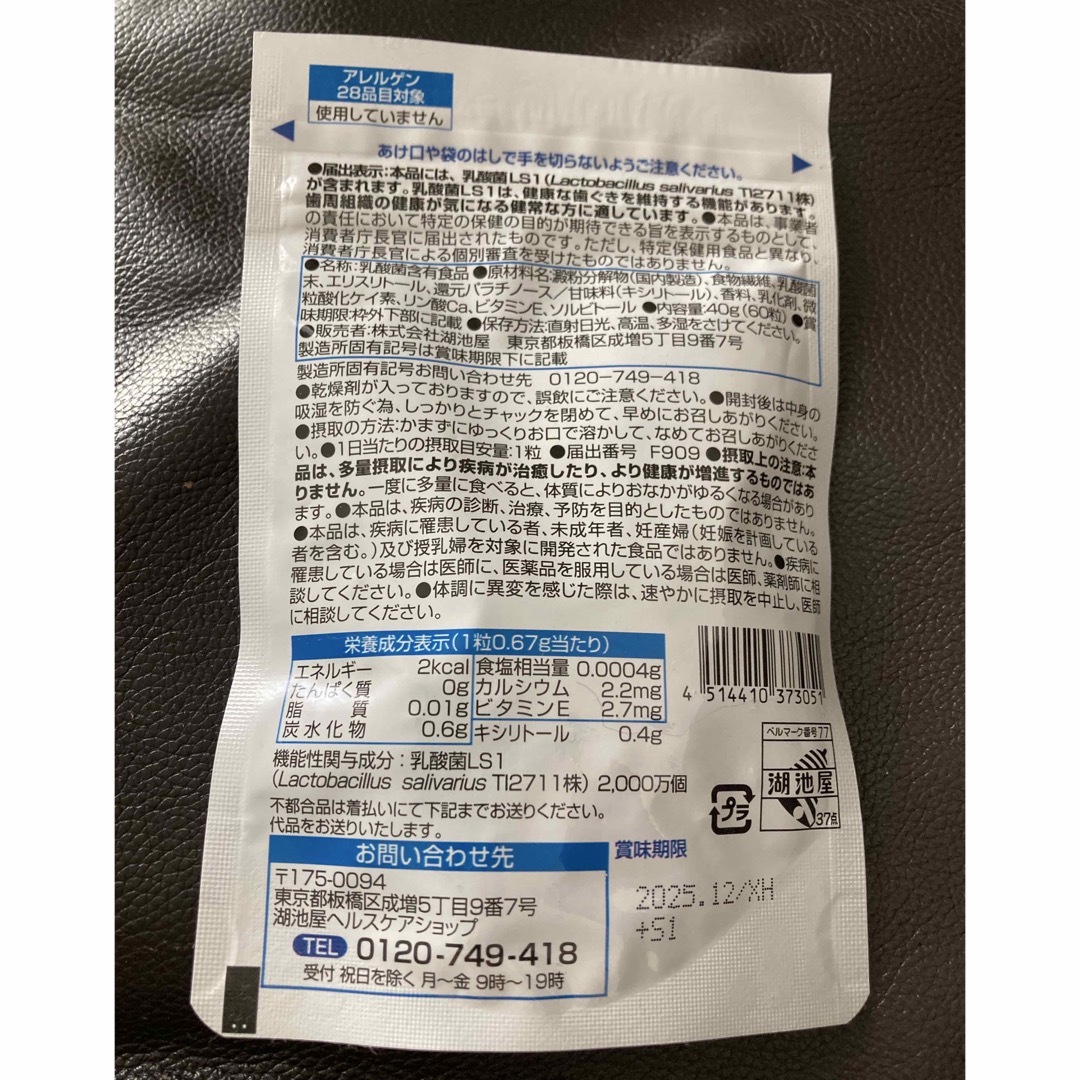 アレルゲン
28品目対象
使用していません
あけ口や袋のはしで手を切らないようご注意ください。
●届出表示:本品には、乳酸菌LS1(Lactobacillus salivarius TI2711株)
が含まれます。乳酸菌LS1は、健康な歯ぐきを維持する機能があります。
歯周組織の健康が気になる健常な方に適しています。●本品は、事業者
の責任において特定の保健の目的が期待できる旨を表示するものとして、
消費者庁長官に届出されたものです。ただし、特定保健用食品と異なり、
消費者庁長官による個別審査を受けたものではありません。
●名称:乳酸菌含有食品 ●原材料名:澱粉分解物(国内製造)、食物繊維、乳酸菌
末、エリスリトール、還元パラチノース/甘味料(キシリトール)、香料、乳化剤、微
粒酸化ケイ素、リン酸Ca、ビタミンE、ソルビトール ●内容量:40g(60粒) ●賞
味期限:枠外下部に記載 ●保存方法:直射日光、高温、多湿をさけてください。
●販売者:株式会社湖池屋 東京都板橋区成増5丁目9番7号
製造所固有記号は賞味期限下に記載
製造所固有記号お問い合わせ先 0120-749-418
●乾燥剤が入っておりますので、誤飲にご注意ください。●開封後は中身の
吸湿を防ぐ為、しっかりとチャックを閉めて、早めにお召しあがりください。
●摂取の方法:かまずにゆっくりお口で溶かして、なめてお召しあがりくださ
い。●1日当たりの摂取目安量:1粒 ●届出番号 F909 ●摂取上の注意:本
品は、多量摂取により疾病が治癒したり、より健康が増進するものではあ
りません。一度に多量に食べると、体質によりおなかがゆるくなる場合があり
ます。●本品は、疾病の診断、治療、予防を目的としたものではありません。
●本品は、疾病に罹患している者、未成年者、妊産婦(妊娠を計画している
者を含む。)及び授乳婦を対象に開発された食品ではありません。●疾病に
罹患している場合は医師に、医薬品を服用している場合は医師、薬剤師に相
談してください。●体調に異変を感じた際は、速やかに摂取を中止し、医師
に相談してください。
栄養成分表示(1粒0.67g当たり)
エネルギー 2kcal 食塩相当量 0.0004g
たんぱく質 0g カルシウム 2.2mg
脂質 0.01g ビタミンE 2.7mg
炭水化物 0.6g キシリトール 0.4g
4 514410 373051
機能性関与成分:乳酸菌LS1
(Lactobacillus salivarius TI2711株) 2,000万個
ベルマーク番号77
湖池屋
37点
プラ
不都合品は着払いにて下記までお送りください。
代品をお送りいたします。
お問い合わせ先
〒175-0094
東京都板橋区成増5丁目9番7号
湖池屋ヘルスケアショップ
TEL 0120-749-418
受付 祝日を除く 月〜金 9時〜19時
賞味期限
2025.12/XH
+S1